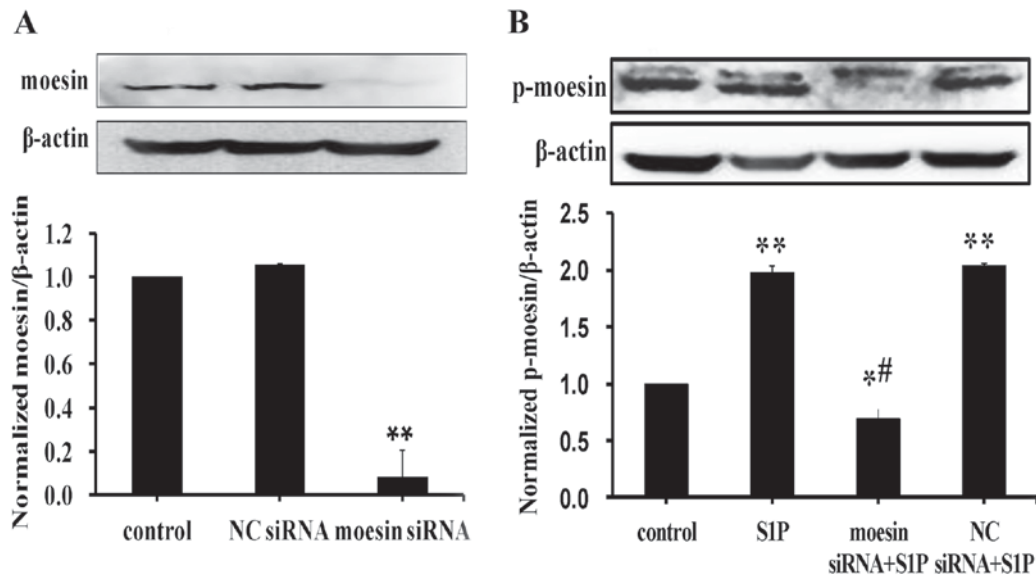 A
moesin
β-actin
Normalized moesin/β-actin
1.2
1.0
0.8
0.6
0.4
0.2
0.0
**
control NC siRNA moesin siRNA
B
p-moesin
β-actin
Normalized p-moesin/β-actin
2.5
2.0
1.5
1.0
0.5
0.0
**
*#
**
control S1P moesin NC
siRNA+S1P siRNA+S1P